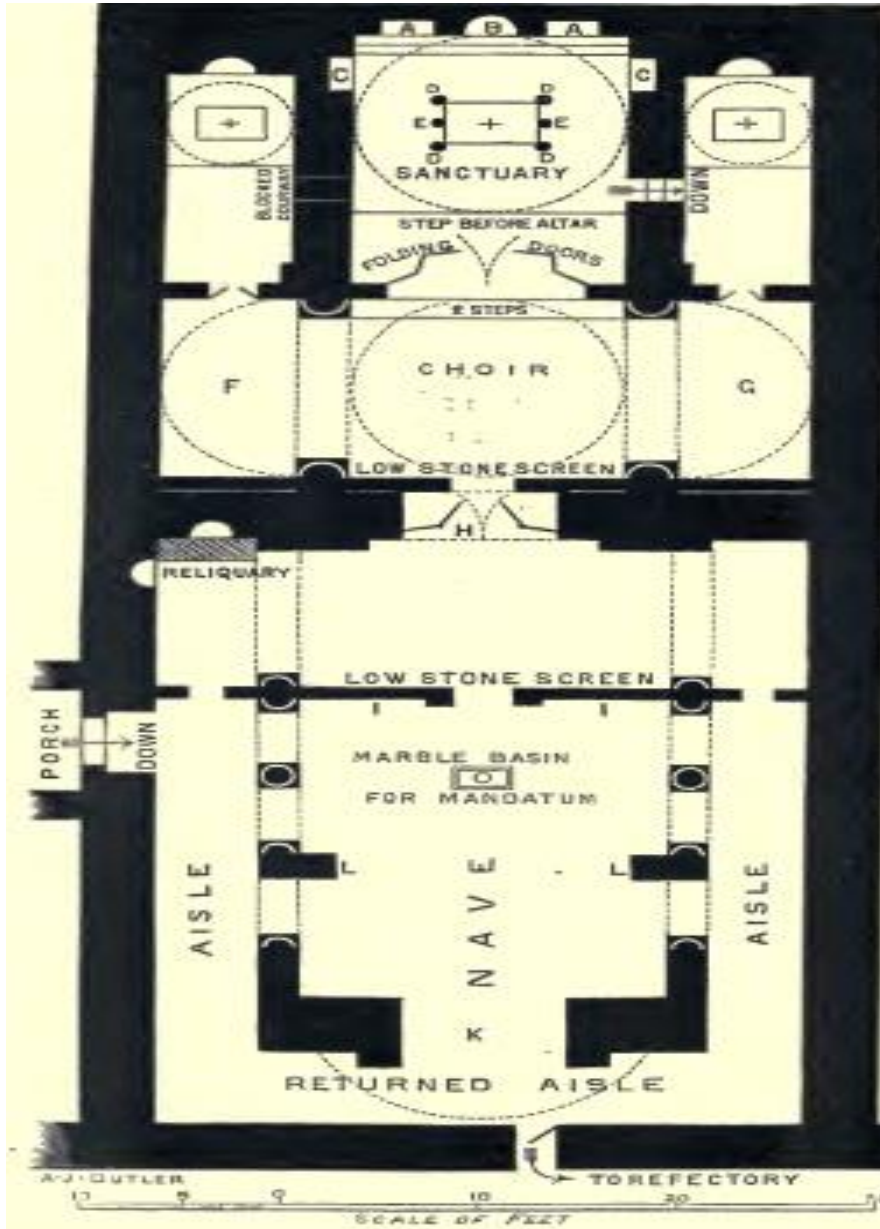 A B A
C C
D D
E E
D D
SANCTUARY
BLOCKED DOORWAY
DOWN
STEP BEFORE ALTAR
FOLDING DOORS
2 STEPS
F CHOIR G
LOW STONE SCREEN
H
RELIQUARY
LOW STONE SCREEN
PORCH
DOWN
MARBLE BASIN
FOR MANDATUM
L L
AISLE NAVE AISLE
K
RETURNED AISLE
A·J·BUTLER
TO REFECTORY
10 5 0 10 20
SCALE OF FEET